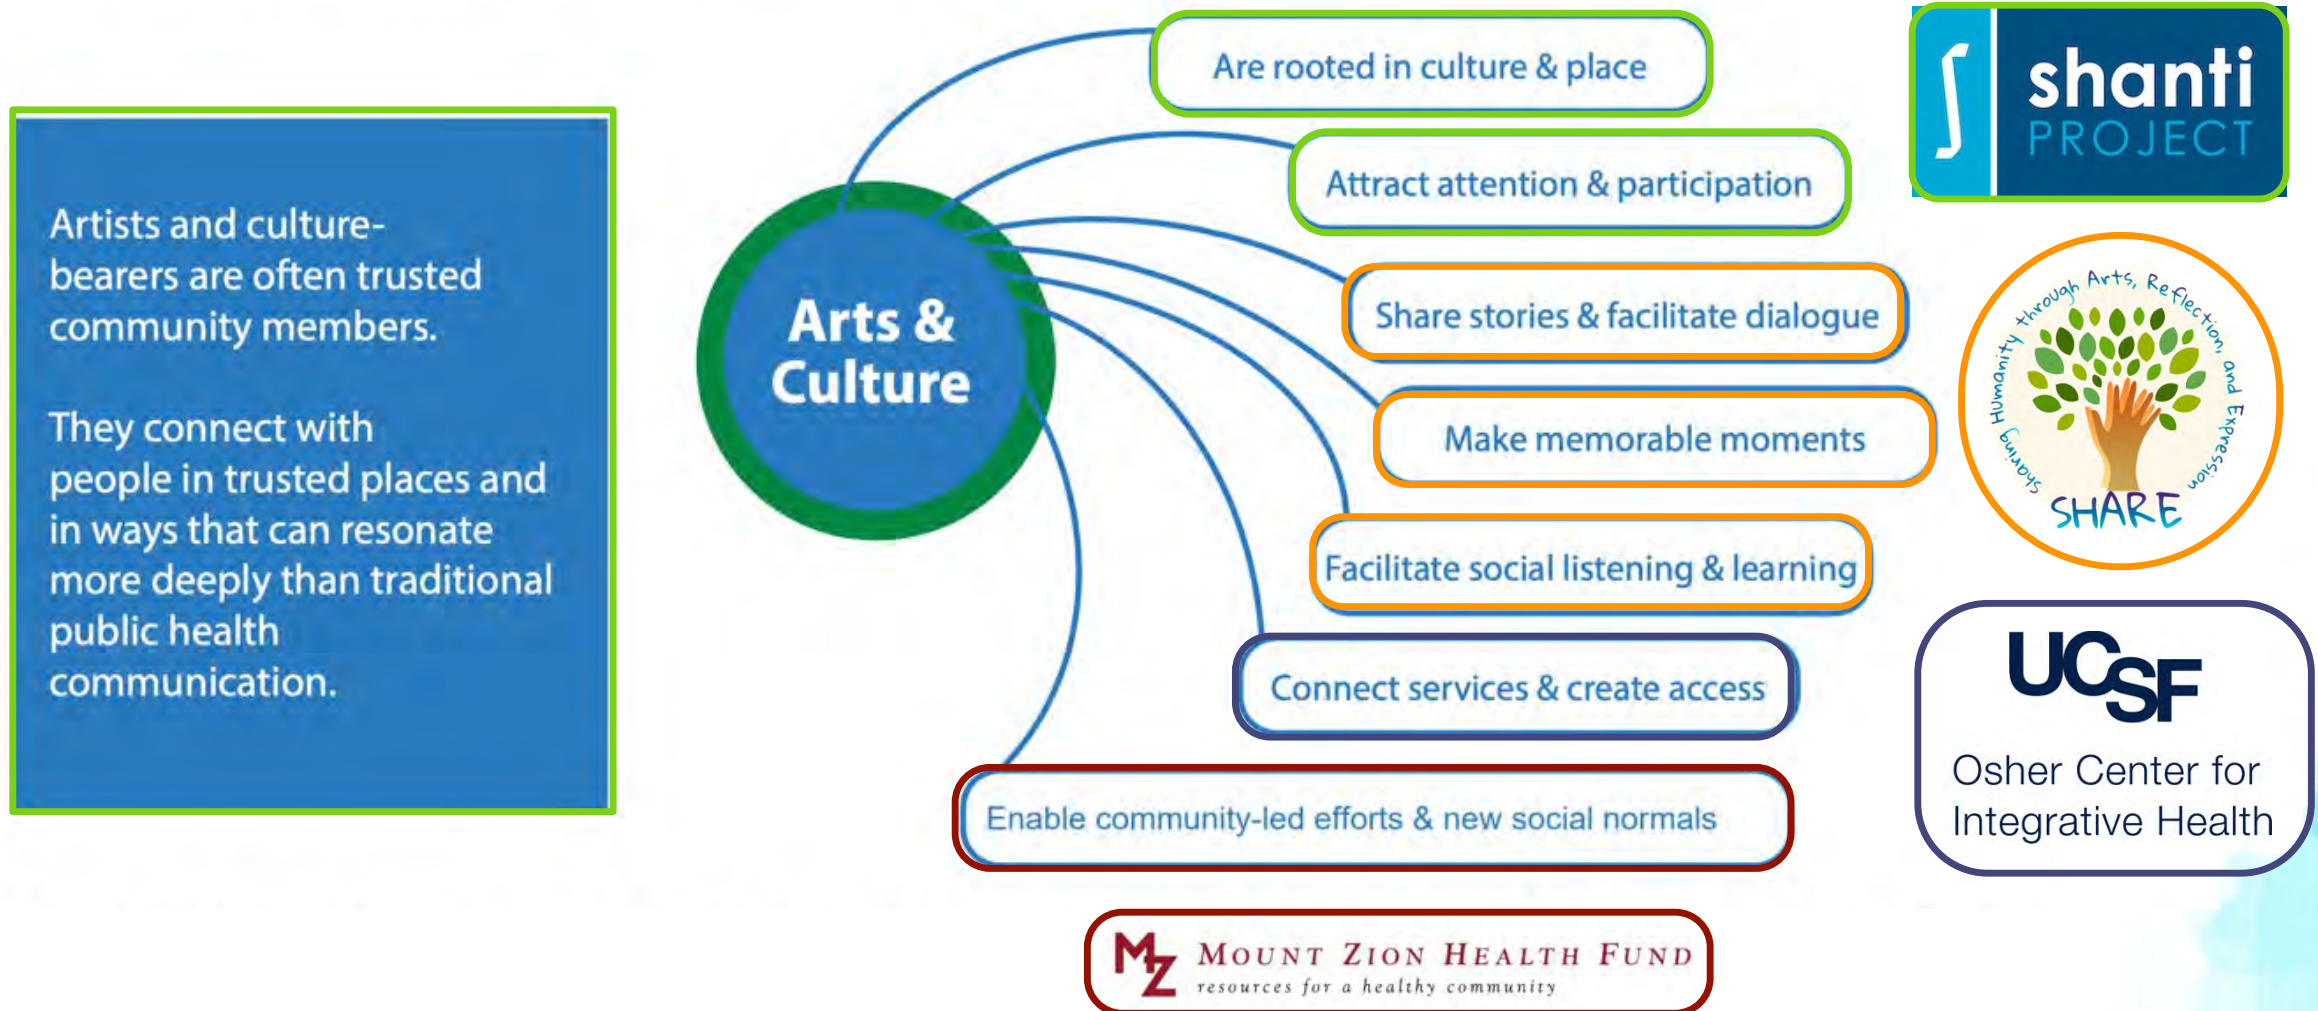 Artists and culture-
bearers are often trusted
community members.
They connect with
people in trusted places and
in ways that can resonate
more deeply than traditional
public health
communication.
Arts &
Culture
Are rooted in culture & place
Attract attention & participation
Share stories & facilitate dialogue
Make memorable moments
Facilitate social listening & learning
Connect services & create access
Enable community-led efforts & new social normals
shanti
PROJECT
Sharing Humanity through Arts, Reflection, and Expression
SHARE
UCSF
Osher Center for
Integrative Health
MZ
MOUNT ZION HEALTH FUND
resources for a healthy community